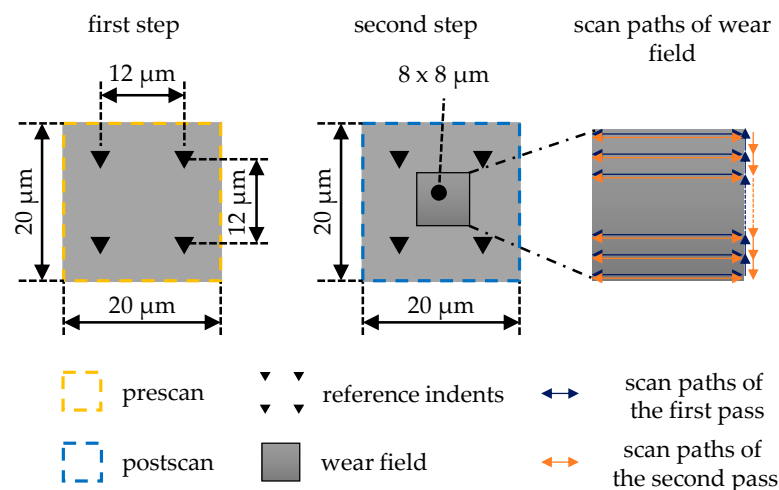 first step
second step
scan paths of wear
field
12 µm
8 x 8 µm
20 µm
12 µm
20 µm
20 µm
20 µm
prescan
reference indents
scan paths of
the first pass
postscan
wear field
scan paths of
the second pass